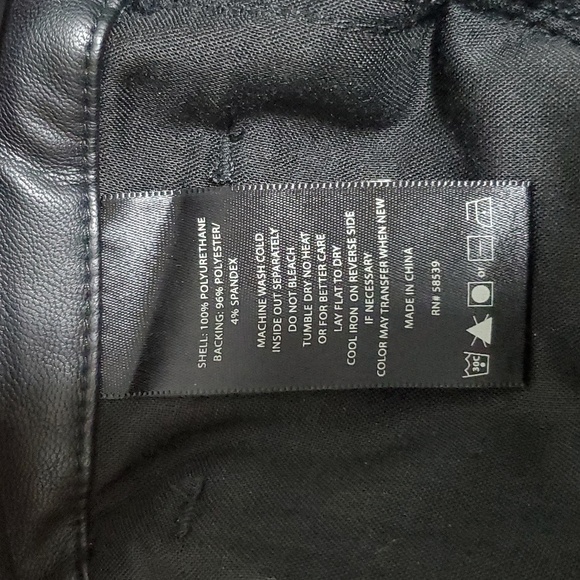 SHELL: 100% POLYURETHANE
BACKING: 96% POLYESTER/
4% SPANDEX
MACHINE WASH COLD
INSIDE OUT SEPARATELY
DO NOT BLEACH
TUMBLE DRY NO HEAT
OR FOR BETTER CARE
LAY FLAT TO DRY
COOL IRON ON REVERSE SIDE
IF NECESSARY
COLOR MAY TRANSFER WHEN NEW
MADE IN CHINA
RN# 58539
30C
or